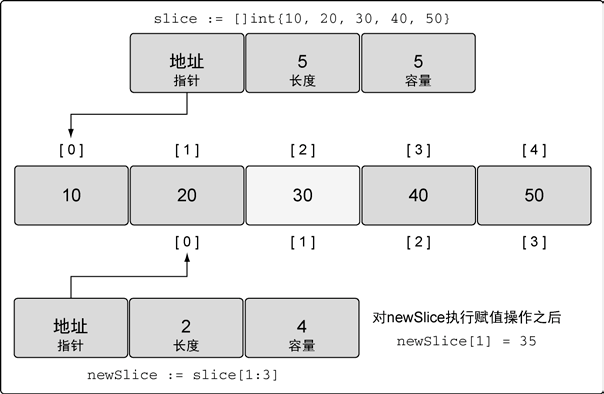 slice := []int{10, 20, 30, 40, 50}
地址 5 5
指针 长度 容量
[0] [1] [2] [3] [4]
10 20 30 40 50
[0] [1] [2] [3]
地址 2 4
指针 长度 容量
对newSlice执行赋值操作之后
newSlice[1] = 35
newSlice := slice[1:3]